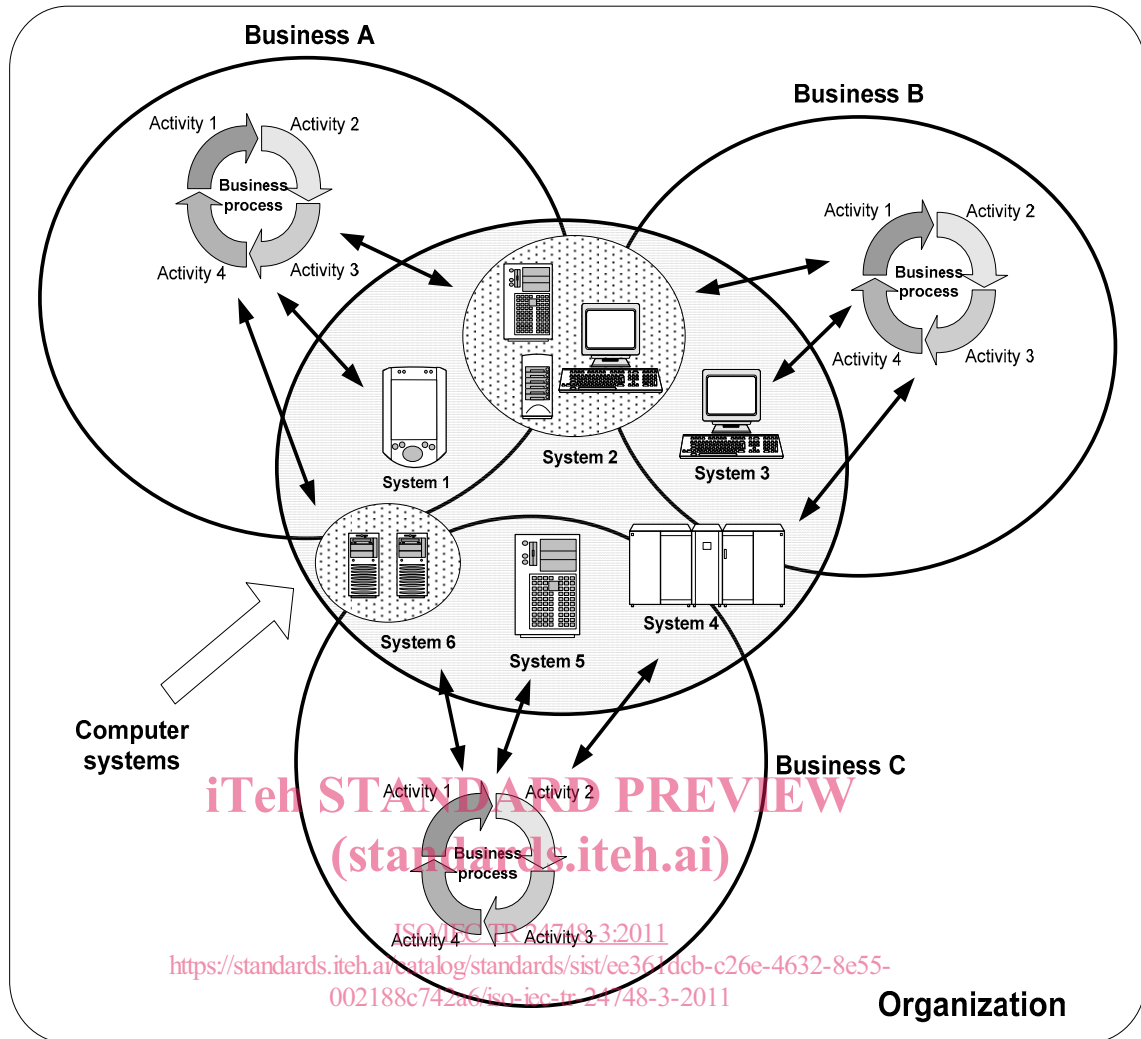 Business A
Business B
Activity 1
Activity 2
Business
process
Activity 4
Activity 3
Activity 1
Activity 2
Business
process
Activity 4
Activity 3
System 1
System 2
System 3
System 4
System 5
System 6
Computer
systems
Business C
Activity 1
Activity 2
iTeh STANDARD PREVIEW
(standards.iteh.ai)
Business
process
Activity 4
Activity 3
ISO/IEC TR 24748-3:2011
https://standards.iteh.ai/catalog/standards/sist/ee361dcb-c26e-4632-8e55-
002188c742a6/iso-iec-tr-24748-3-2011
Organization